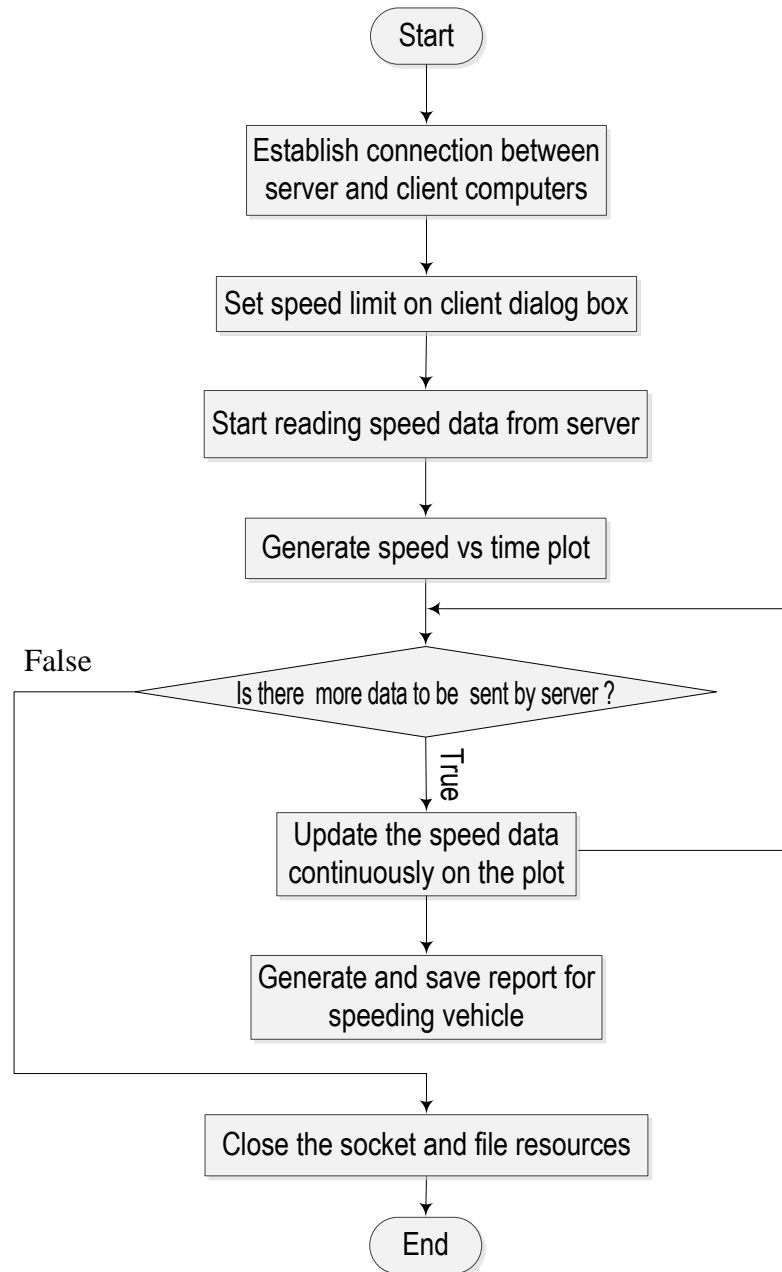 Start
Establish connection between
server and client computers
Set speed limit on client dialog box
Start reading speed data from server
Generate speed vs time plot
False
Is there more data to be sent by server ?
True
Update the speed data
continuously on the plot
Generate and save report for
speeding vehicle
Close the socket and file resources
End